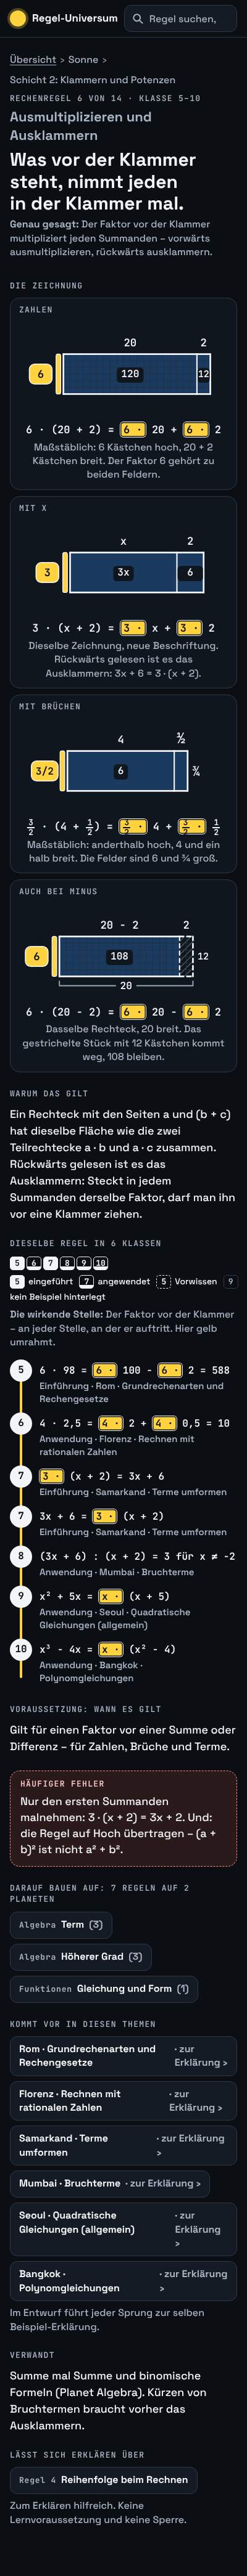 Regel-Universum
Regel suchen,
Übersicht > Sonne >
Schicht 2: Klammern und Potenzen
RECHENREGEL 6 VON 14 · KLASSE 5–10
Ausmultiplizieren und
Ausklammern
Was vor der Klammer
steht, nimmt jeden
in der Klammer mal.
Genau gesagt: Der Faktor vor der Klammer
multipliziert jeden Summanden – vorwärts
ausmultiplizieren, rückwärts ausklammern.
DIE ZEICHNUNG
ZAHLEN
20 2
6 120 12
6 · (20 + 2) = 6 · 20 + 6 · 2
Maßstäblich: 6 Kästchen hoch, 20 + 2
Kästchen breit. Der Faktor 6 gehört zu
beiden Feldern.
MIT X
x 2
3 3x 6
3 · (x + 2) = 3 · x + 3 · 2
Dieselbe Zeichnung, neue Beschriftung.
Rückwärts gelesen ist es das
Ausklammern: 3x + 6 = 3 · (x + 2).
MIT BRÜCHEN
4 ½
3/2 6 ¾
3/2 · (4 + 1/2) = 3/2 · 4 + 3/2 · 1/2
Maßstäblich: anderthalb hoch, 4 und ein
halb breit. Die Felder sind 6 und ¾ groß.
AUCH BEI MINUS
20 - 2 2
6 108 12
20
6 · (20 - 2) = 6 · 20 - 6 · 2
Dasselbe Rechteck, 20 breit. Das
gestrichelte Stück mit 12 Kästchen kommt
weg, 108 bleiben.
WARUM DAS GILT
Ein Rechteck mit den Seiten a und (b + c)
hat dieselbe Fläche wie die zwei
Teilrechtecke a · b und a · c zusammen.
Rückwärts gelesen ist es das
Ausklammern: Steckt in jedem
Summanden derselbe Faktor, darf man ihn
vor eine Klammer ziehen.
DIESELBE REGEL IN 6 KLASSEN
5 6 7 8 9 10
5 eingeführt 7 angewendet 5 Vorwissen 9
kein Beispiel hinterlegt
Die wirkende Stelle: Der Faktor vor der Klammer
– an jeder Stelle, an der er auftritt. Hier gelb
umrahmt.
5 6 · 98 = 6 · 100 - 6 · 2 = 588
Einführung · Rom · Grundrechenarten und
Rechengesetze
6 4 · 2,5 = 4 · 2 + 4 · 0,5 = 10
Anwendung · Florenz · Rechnen mit
rationalen Zahlen
7 3 · (x + 2) = 3x + 6
Einführung · Samarkand · Terme umformen
7 3x + 6 = 3 · (x + 2)
Einführung · Samarkand · Terme umformen
8 (3x + 6) : (x + 2) = 3 für x ≠ -2
Anwendung · Mumbai · Bruchterme
9 x² + 5x = x · (x + 5)
Anwendung · Seoul · Quadratische
Gleichungen (allgemein)
10 x³ - 4x = x · (x² - 4)
Anwendung · Bangkok ·
Polynomgleichungen
VORAUSSETZUNG: WANN ES GILT
Gilt für einen Faktor vor einer Summe oder
Differenz – für Zahlen, Brüche und Terme.
HÄUFIGER FEHLER
Nur den ersten Summanden
malnehmen: 3 · (x + 2) = 3x + 2. Und:
die Regel auf Hoch übertragen – (a +
b)² ist nicht a² + b².
DARAUF BAUEN AUF: 7 REGELN AUF 2
PLANETEN
Algebra Term (3)
Algebra Höherer Grad (3)
Funktionen Gleichung und Form (1)
KOMMT VOR IN DIESEN THEMEN
Rom · Grundrechenarten und
Rechengesetze · zur
Erklärung >
Florenz · Rechnen mit
rationalen Zahlen · zur
Erklärung >
Samarkand · Terme
umformen · zur Erklärung
>
Mumbai · Bruchterme · zur Erklärung >
Seoul · Quadratische
Gleichungen (allgemein) · zur
Erklärung
>
Bangkok ·
Polynomgleichungen · zur Erklärung
>
Im Entwurf führt jeder Sprung zur selben
Beispiel-Erklärung.
VERWANDT
Summe mal Summe und binomische
Formeln (Planet Algebra). Kürzen von
Bruchtermen braucht vorher das
Ausklammern.
LÄSST SICH ERKLÄREN ÜBER
Regel 4 Reihenfolge beim Rechnen
Zum Erklären hilfreich. Keine
Lernvoraussetzung und keine Sperre.